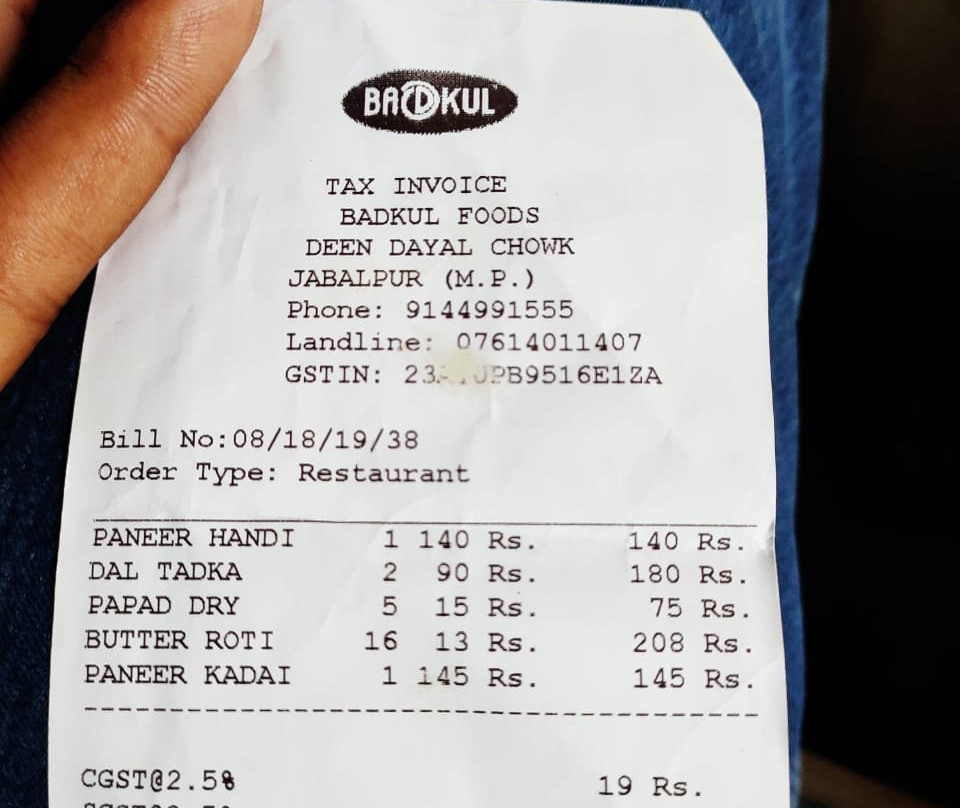 BADKUL
TAX INVOICE
BADKUL FOODS
DEEN DAYAL CHOWK
JABALPUR (M.P.)
Phone: 9144991555
Landline: 07614011407
GSTIN:
Bill No:08/18/19/38
Order Type: Restaurant
PANEER HANDI 1 140 Rs. 140 Rs.
DAL TADKA 2 90 Rs. 180 Rs.
PAPAD DRY 5 15 Rs. 75 Rs.
BUTTER ROTI 16 13 Rs. 208 Rs.
PANEER KADAI 1 145 Rs. 145 Rs.
CGST@2.5% 19 Rs.